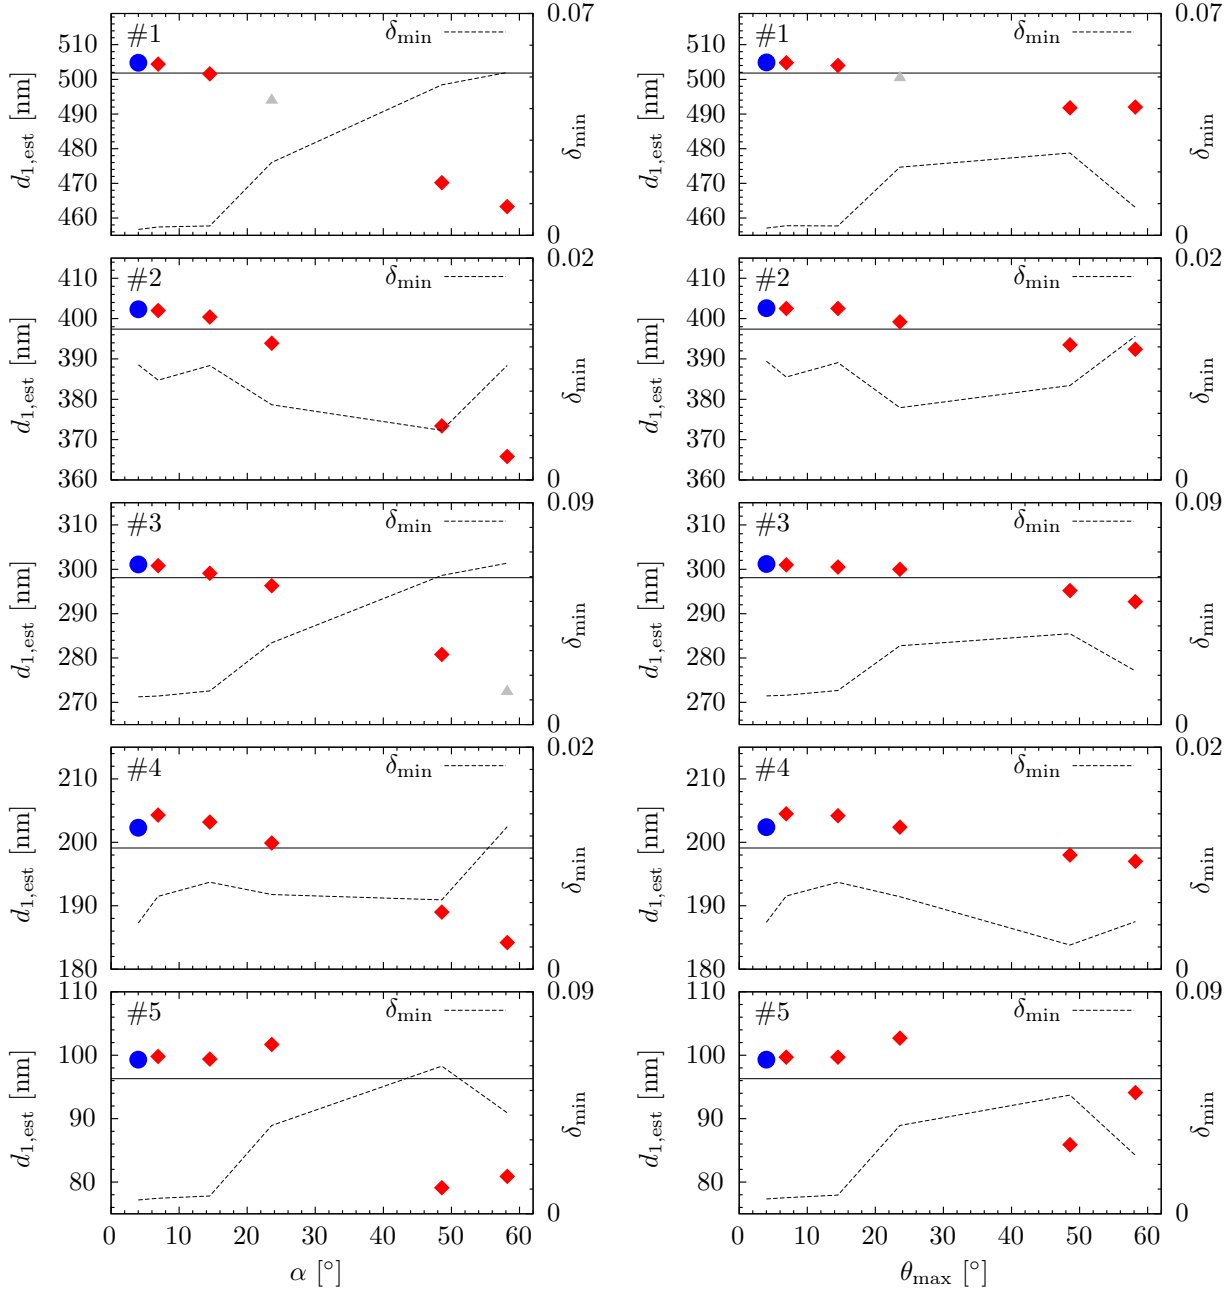 #1 δmin 0.07
510
500
490
480
470
460
d1,est [nm]
δmin
0
#1 δmin 0.07
510
500
490
480
470
460
d1,est [nm]
δmin
0
#2 δmin 0.02
410
400
390
380
370
360
d1,est [nm]
δmin
0
#2 δmin 0.02
410
400
390
380
370
360
d1,est [nm]
δmin
0
#3 δmin 0.09
310
300
290
280
270
d1,est [nm]
δmin
0
#3 δmin 0.09
310
300
290
280
270
d1,est [nm]
δmin
0
#4 δmin 0.02
210
200
190
180
d1,est [nm]
δmin
0
#4 δmin 0.02
210
200
190
180
d1,est [nm]
δmin
0
#5 δmin 0.09
110
100
90
80
d1,est [nm]
δmin
0
0 10 20 30 40 50 60
α [°]
#5 δmin 0.09
110
100
90
80
d1,est [nm]
δmin
0
0 10 20 30 40 50 60
θmax [°]